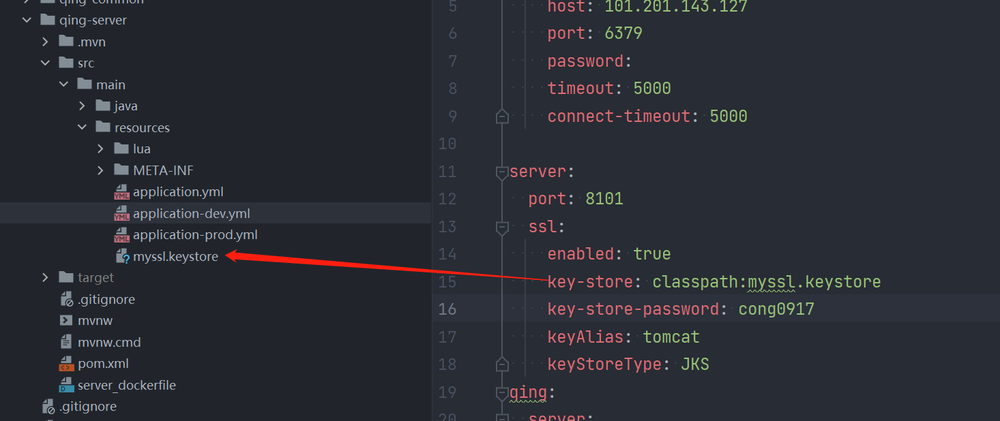 qing-common
qing-server
.mvn
src
main
java
resources
lua
META-INF
application.yml
application-dev.yml
application-prod.yml
myssl.keystore
target
.gitignore
mvnw
mvnw.cmd
pom.xml
server_dockerfile
.gitignore
5 host: 101.201.143.127
6 port: 6379
7 password:
8 timeout: 5000
9 connect-timeout: 5000
10
11 server:
12 port: 8101
13 ssl:
14 enabled: true
15 key-store: classpath:myssl.keystore
16 key-store-password: cong0917
17 keyAlias: tomcat
18 keyStoreType: JKS
19 qing:
20 server: